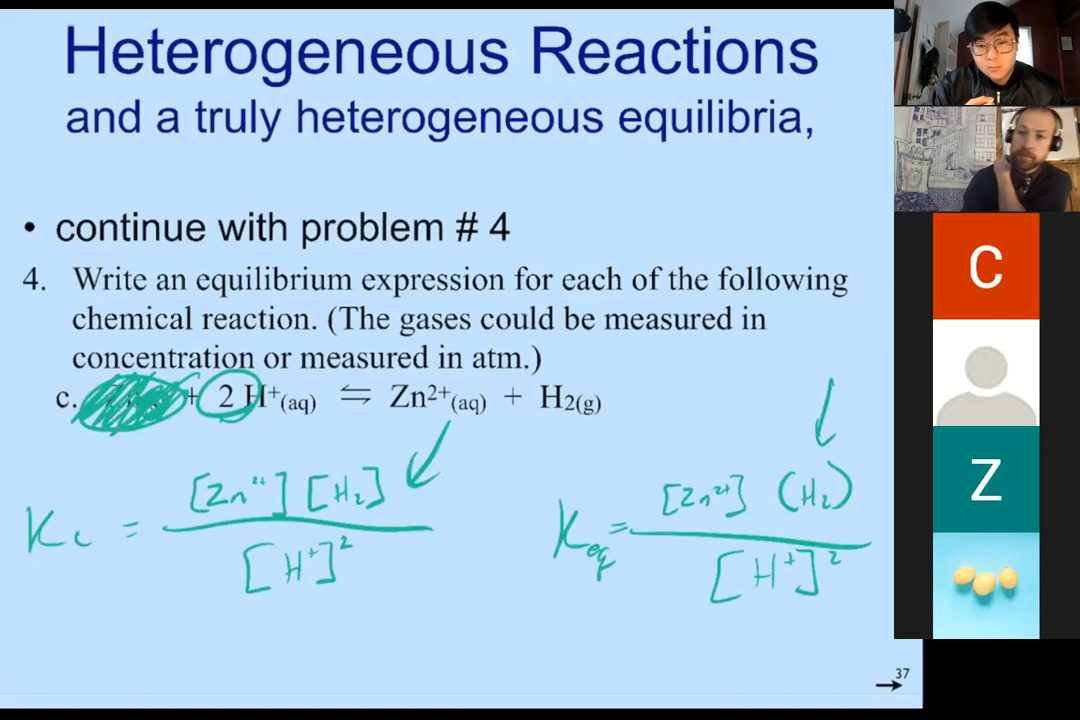 Heterogeneous Reactions
and a truly heterogeneous equilibria,
• continue with problem # 4
4. Write an equilibrium expression for each of the following
chemical reaction. (The gases could be measured in
concentration or measured in atm.)
c. + 2 H⁺(aq) ⇋ Zn²⁺(aq) + H₂(g)
Kc = [Zn²⁺] [H₂] / [H⁺]²
Keq = [Zn²⁺] (H₂) / [H⁺]²
37
C
Z